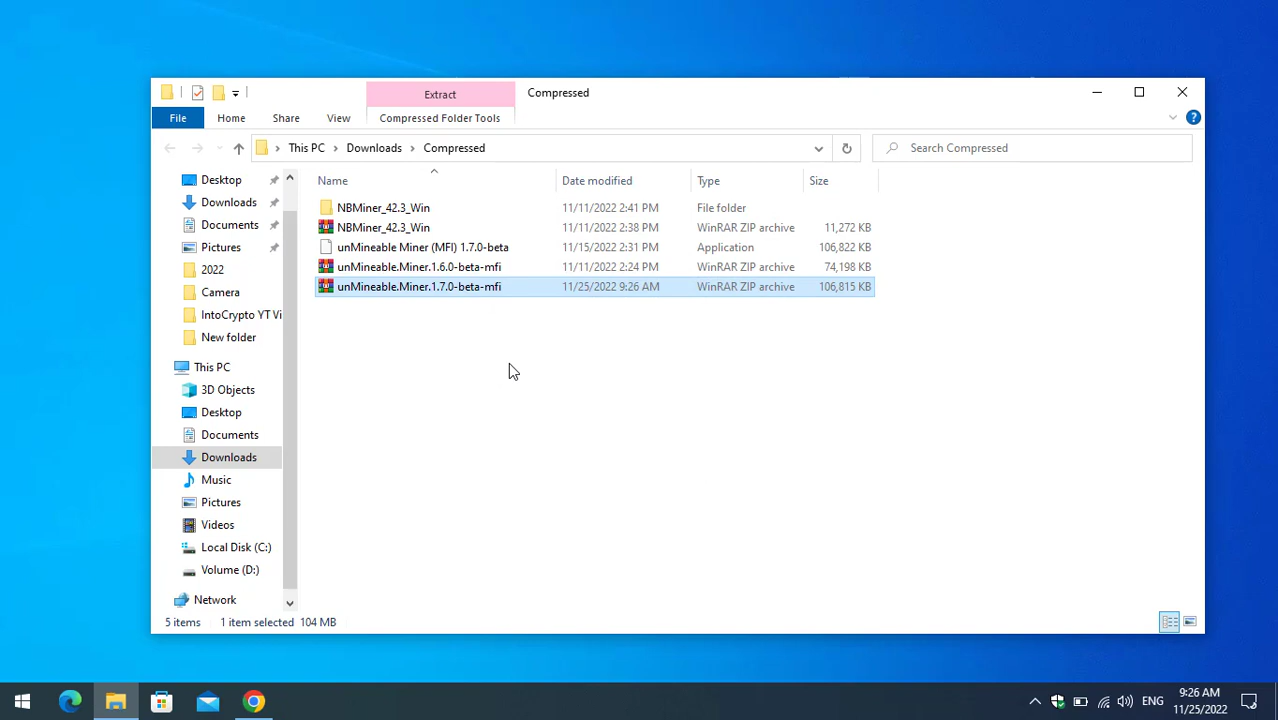 Extract
Compressed
File
Home
Share
View
Compressed Folder Tools
This PC
Downloads
Compressed
Search Compressed
Name
Date modified
Type
Size
NBMiner_42.3_Win 11/11/2022 2:41 PM File folder
NBMiner_42.3_Win 11/11/2022 2:38 PM WinRAR ZIP archive 11,272 KB
unMineable Miner (MFI) 1.7.0-beta 11/15/2022 2:31 PM Application 106,822 KB
unMineable.Miner.1.6.0-beta-mfi 11/11/2022 2:24 PM WinRAR ZIP archive 74,198 KB
unMineable.Miner.1.7.0-beta-mfi 11/25/2022 9:26 AM WinRAR ZIP archive 106,815 KB
Desktop
Downloads
Documents
Pictures
2022
Camera
IntoCrypto YT Vi
New folder
This PC
3D Objects
Desktop
Documents
Downloads
Music
Pictures
Videos
Local Disk (C:)
Volume (D:)
Network
5 items 1 item selected 104 MB
ENG
9:26 AM
11/25/2022